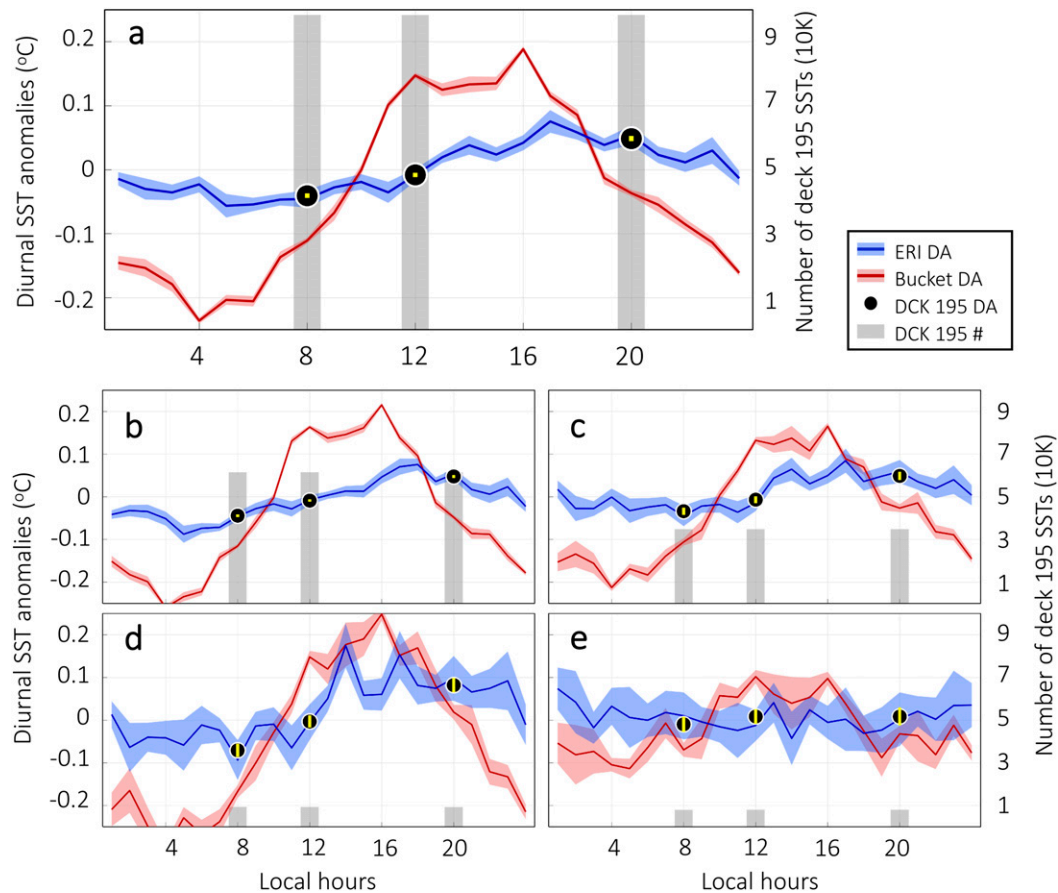 a
Diurnal SST anomalies (°C)
0.2
0.1
0
-0.1
-0.2
9
7
5
3
1
Number of deck 195 SSTs (10K)
4 8 12 16 20
ERI DA
Bucket DA
DCK 195 DA
DCK 195 #
b
c
0.2
0.1
0
-0.1
-0.2
9
7
5
3
1
Diurnal SST anomalies (°C)
Number of deck 195 SSTs (10K)
d
e
0.2
0.1
0
-0.1
-0.2
9
7
5
3
1
4 8 12 16 20
4 8 12 16 20
Local hours
Local hours